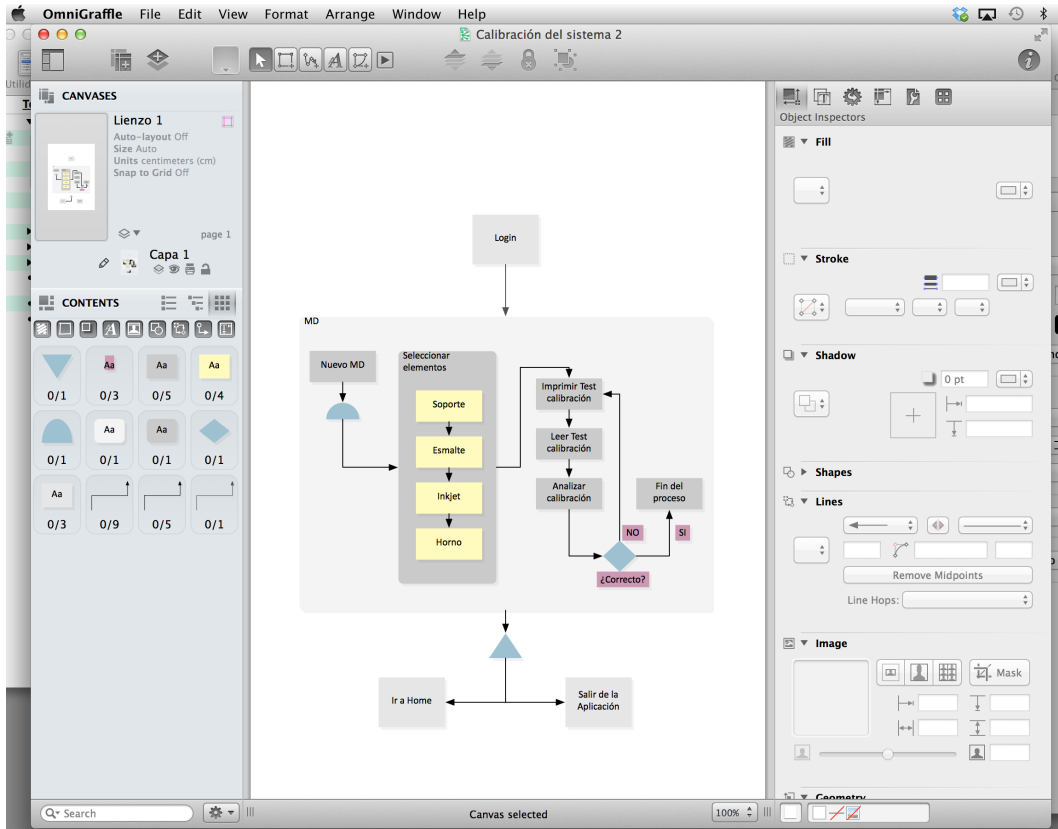 OmniGraffle File Edit View Format Arrange Window Help
Calibración del sistema 2
Utilid
CANVASES
Lienzo 1
Auto-layout Off
Size Auto
Units centimeters (cm)
Snap to Grid Off
page 1
Capa 1
CONTENTS
A
Aa Aa Aa
0/1 0/3 0/5 0/4
Aa Aa
0/1 0/1 0/1 0/1
Aa
0/3 0/9 0/5 0/1
Search
Login
MD
Nuevo MD
Seleccionar
elementos
Soporte
Esmalte
Inkjet
Horno
Imprimir Test
calibración
Leer Test
calibración
Analizar
calibración
Fin del
proceso
NO
SI
¿Correcto?
Ir a Home
Salir de la
Aplicación
Canvas selected
100%
Object Inspectors
Fill
Stroke
Shadow
0 pt
Shapes
Lines
Remove Midpoints
Line Hops:
Image
Mask
Geometry